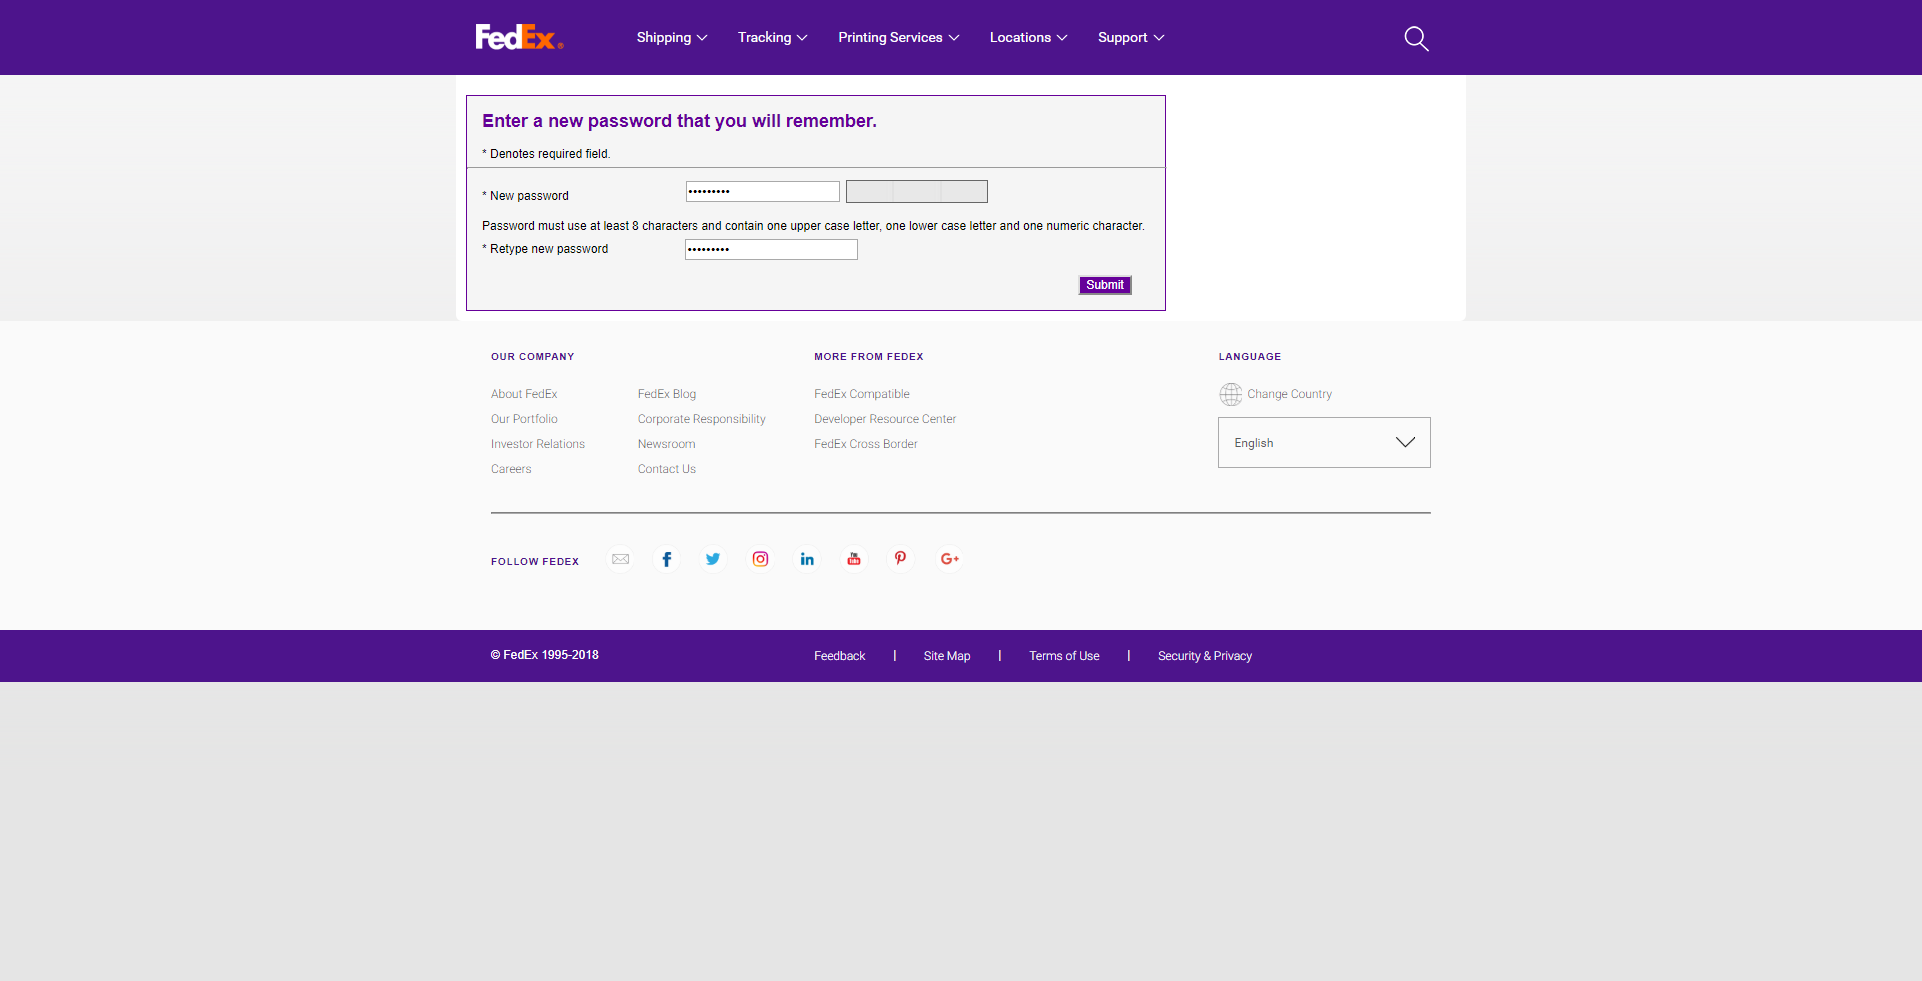 FedEx®
Shipping Tracking Printing Services Locations Support
Enter a new password that you will remember.
* Denotes required field.
* New password •••••••••
Password must use at least 8 characters and contain one upper case letter, one lower case letter and one numeric character.
* Retype new password •••••••••
Submit
OUR COMPANY
About FedEx
Our Portfolio
Investor Relations
Careers
FedEx Blog
Corporate Responsibility
Newsroom
Contact Us
MORE FROM FEDEX
FedEx Compatible
Developer Resource Center
FedEx Cross Border
LANGUAGE
Change Country
English
FOLLOW FEDEX
© FedEx 1995-2018
Feedback | Site Map | Terms of Use | Security & Privacy